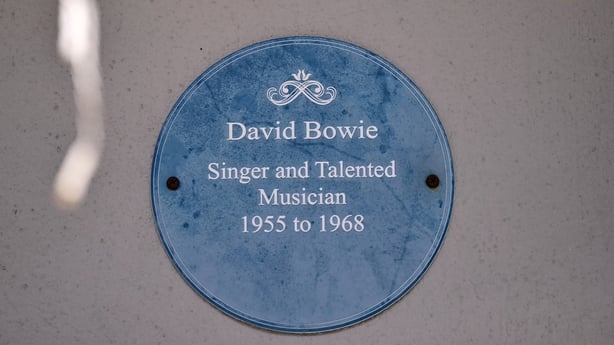 David Bowie
Singer and Talented
Musician
1955 to 1968